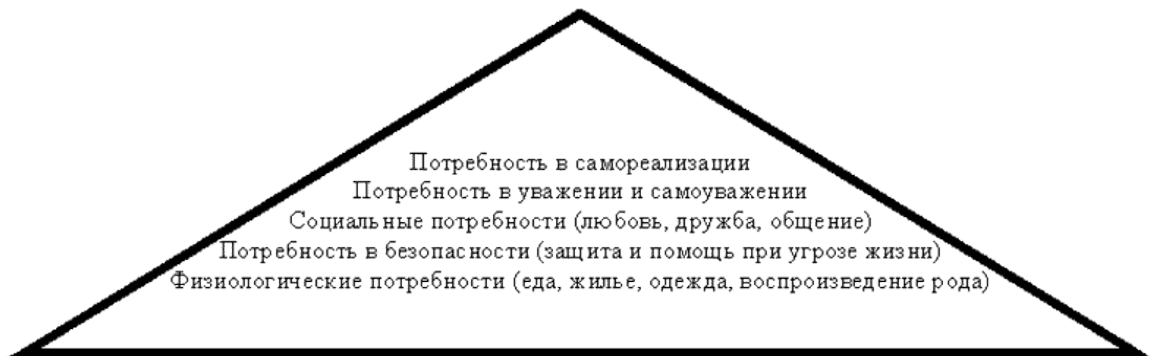 Потребность в самореализации
Потребность в уважении и самоуважении
Социальные потребности (любовь, дружба, общение)
Потребность в безопасности (защита и помощь при угрозе жизни)
Физиологические потребности (еда, жилье, одежда, воспроизведение рода)